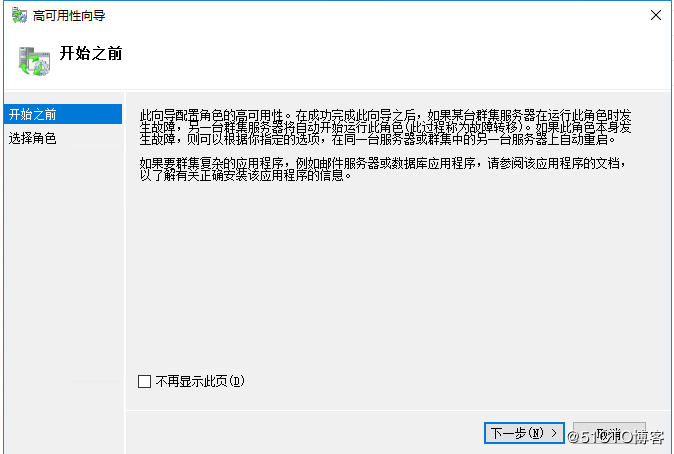 高可用性向导
开始之前
开始之前
选择角色
此向导配置角色的高可用性。在成功完成此向导之后，如果某台群集服务器在运行此角色时发
生故障，另一台群集服务器将自动开始运行此角色(此过程称为故障转移)。如果此角色本身发
生故障，则可以根据你指定的选项，在同一台服务器或群集中的另一台服务器上自动重启。
如果要群集复杂的应用程序，例如邮件服务器或数据库应用程序，请参阅该应用程序的文档，
以了解有关正确安装该应用程序的信息。
不再显示此页(D)
下一步(N) >
取消
@51CTO博客